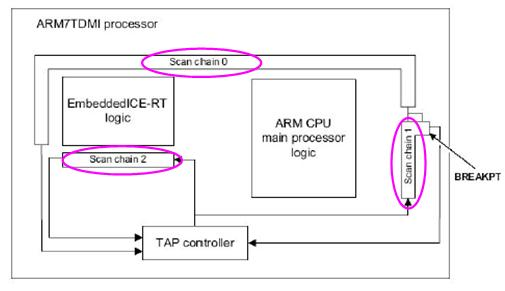 ARM7TDMI processor
Scan chain 0
EmbeddedICE-RT
logic
ARM CPU
main processor
logic
Scan chain 1
Scan chain 2
BREAKPT
TAP controller